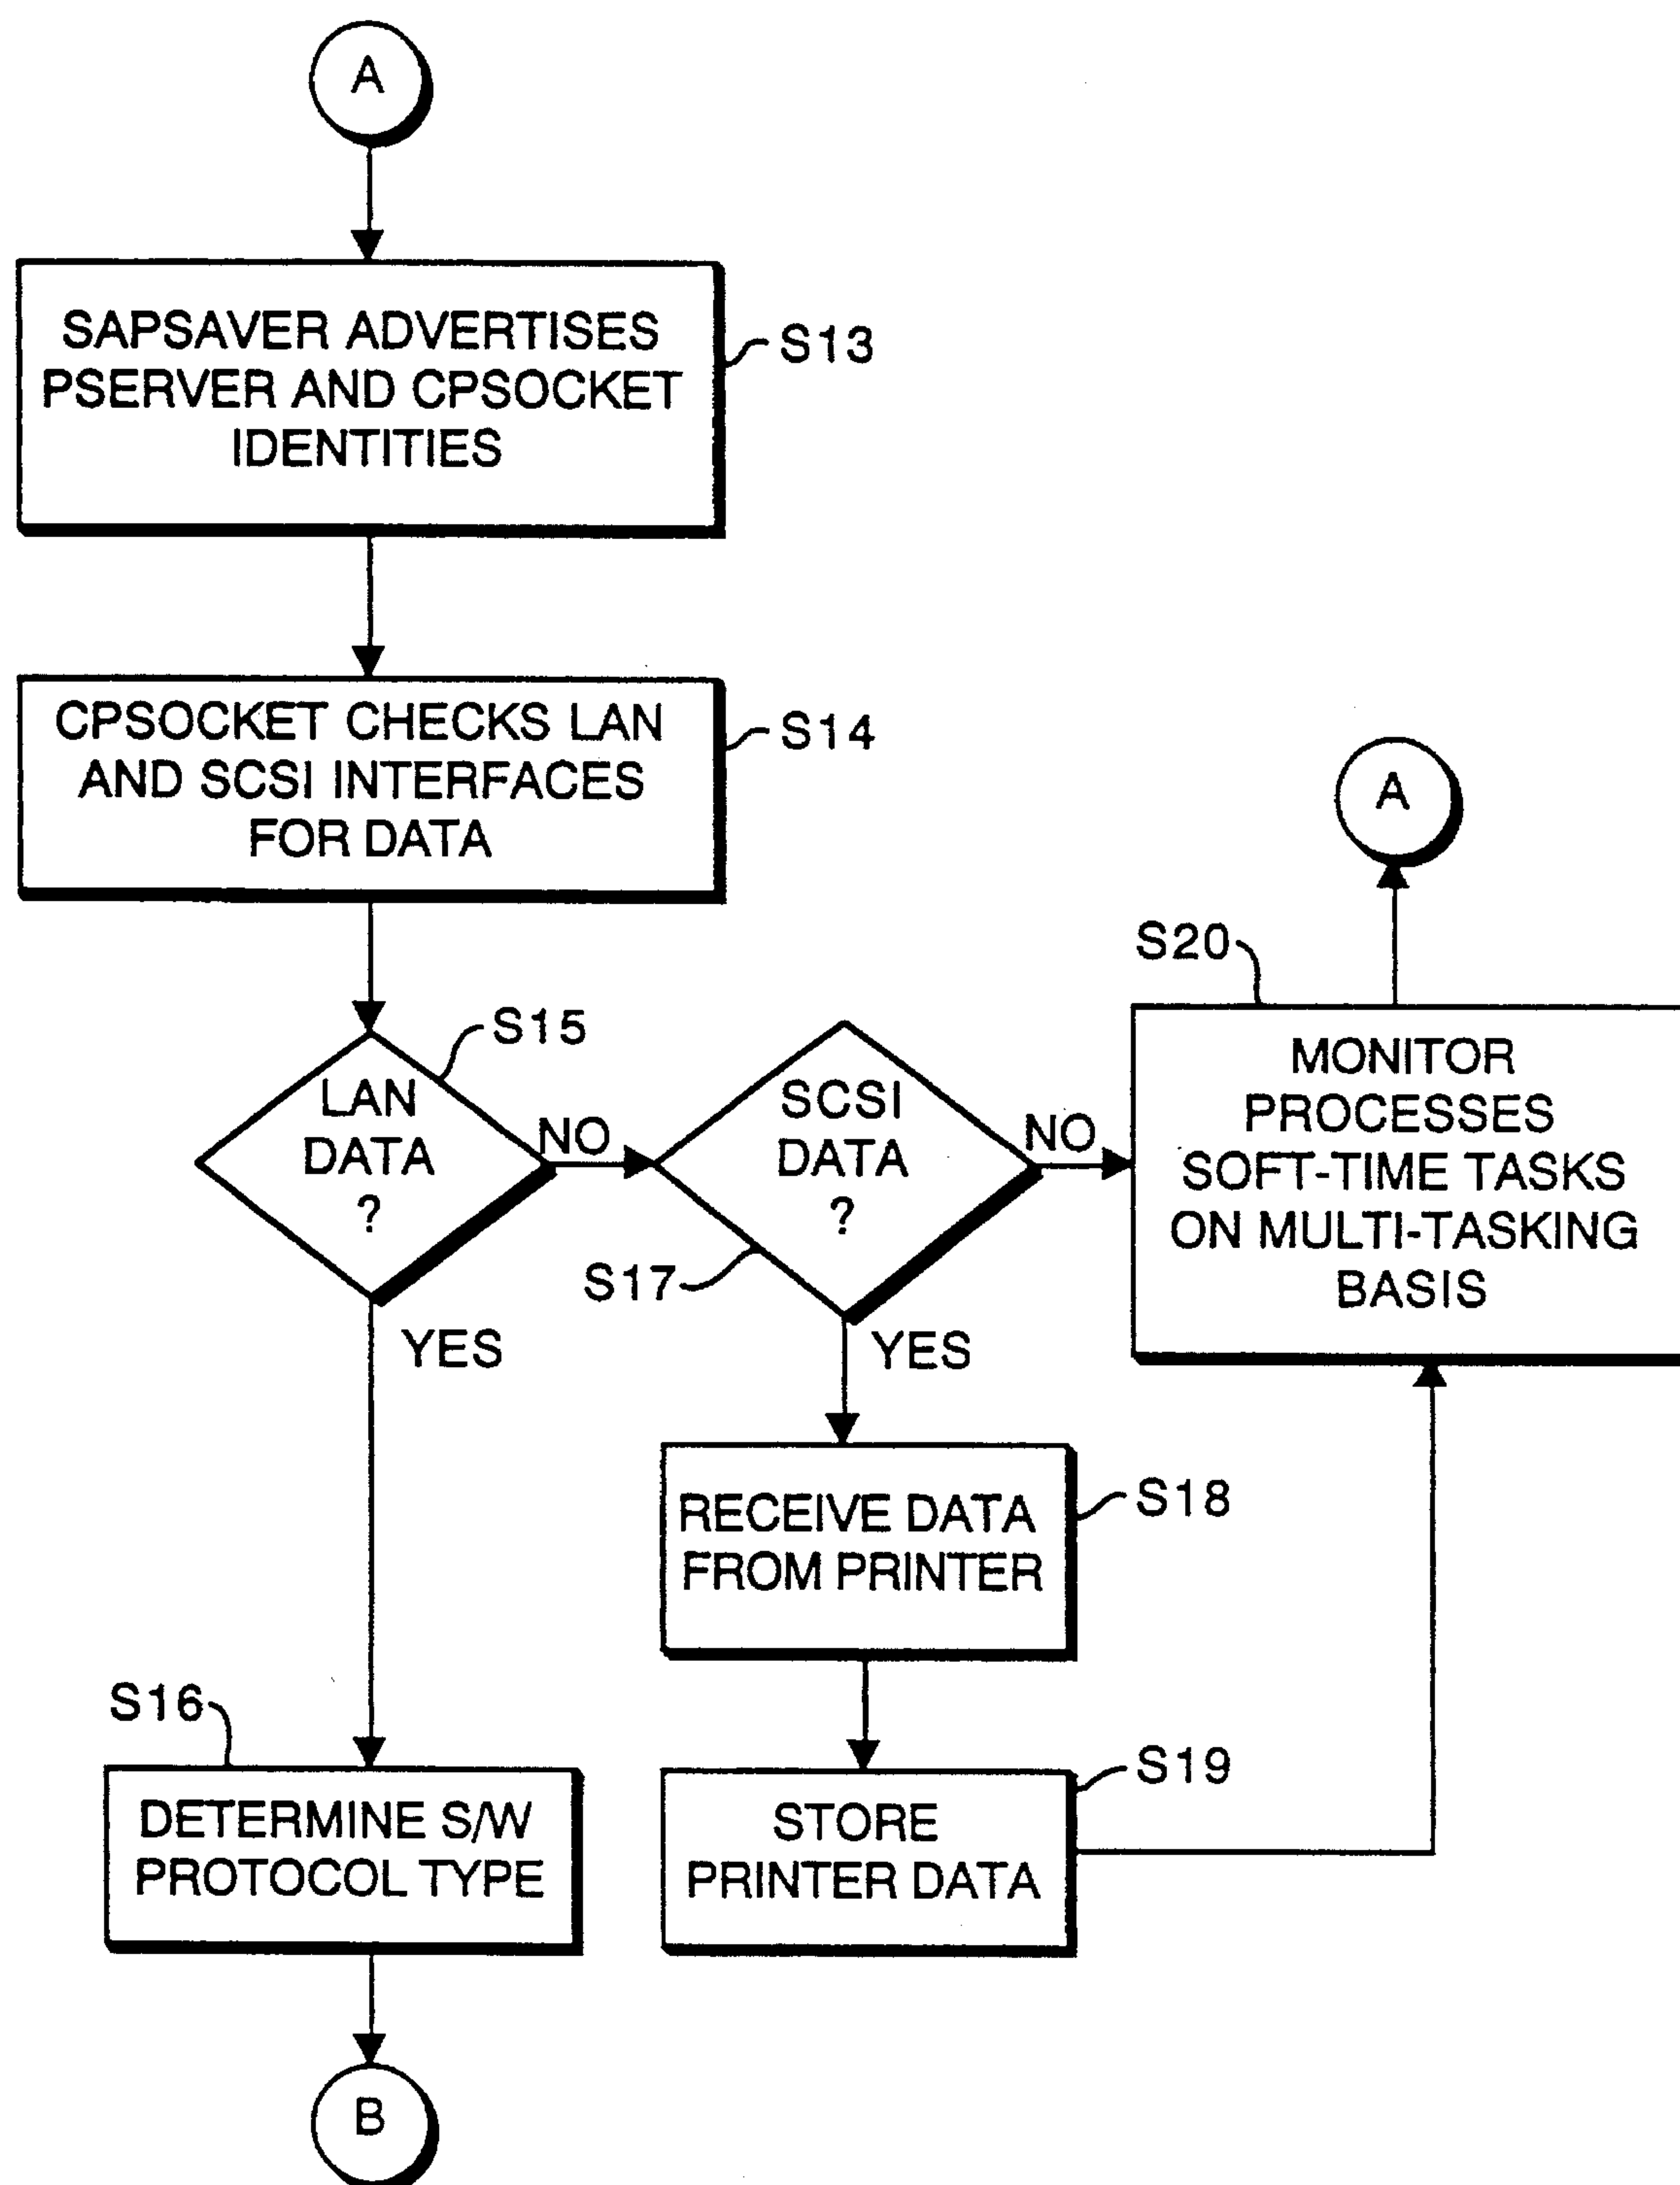 A
SAPSAVER ADVERTISES
PSERVER AND CPSOCKET
IDENTITIES
S13
CPSOCKET CHECKS LAN
AND SCSI INTERFACES
FOR DATA
S14
A
S20
MONITOR
PROCESSES
SOFT-TIME TASKS
ON MULTI-TASKING
BASIS
S15
LAN
DATA
?
NO
SCSI
DATA
?
NO
S17
YES
YES
RECEIVE DATA
FROM PRINTER
S18
S16
DETERMINE S/W
PROTOCOL TYPE
STORE
PRINTER DATA
S19
B